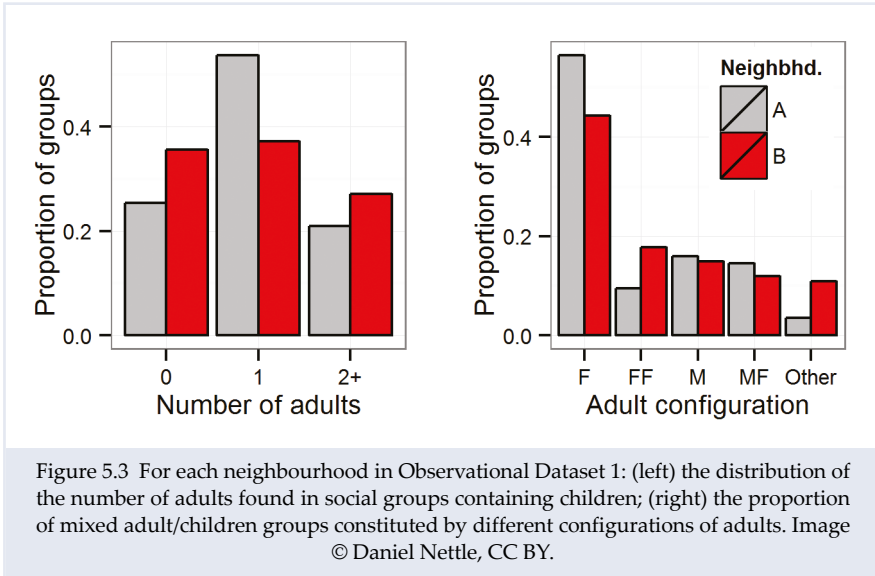 Proportion of groups
0.4
0.2
0.0
0 1 2+
Number of adults
Proportion of groups
0.4
0.2
0.0
F FF M MF Other
Adult configuration
Neighbhd.
A
B
Figure 5.3 For each neighbourhood in Observational Dataset 1: (left) the distribution of
the number of adults found in social groups containing children; (right) the proportion
of mixed adult/children groups constituted by different configurations of adults. Image
© Daniel Nettle, CC BY.